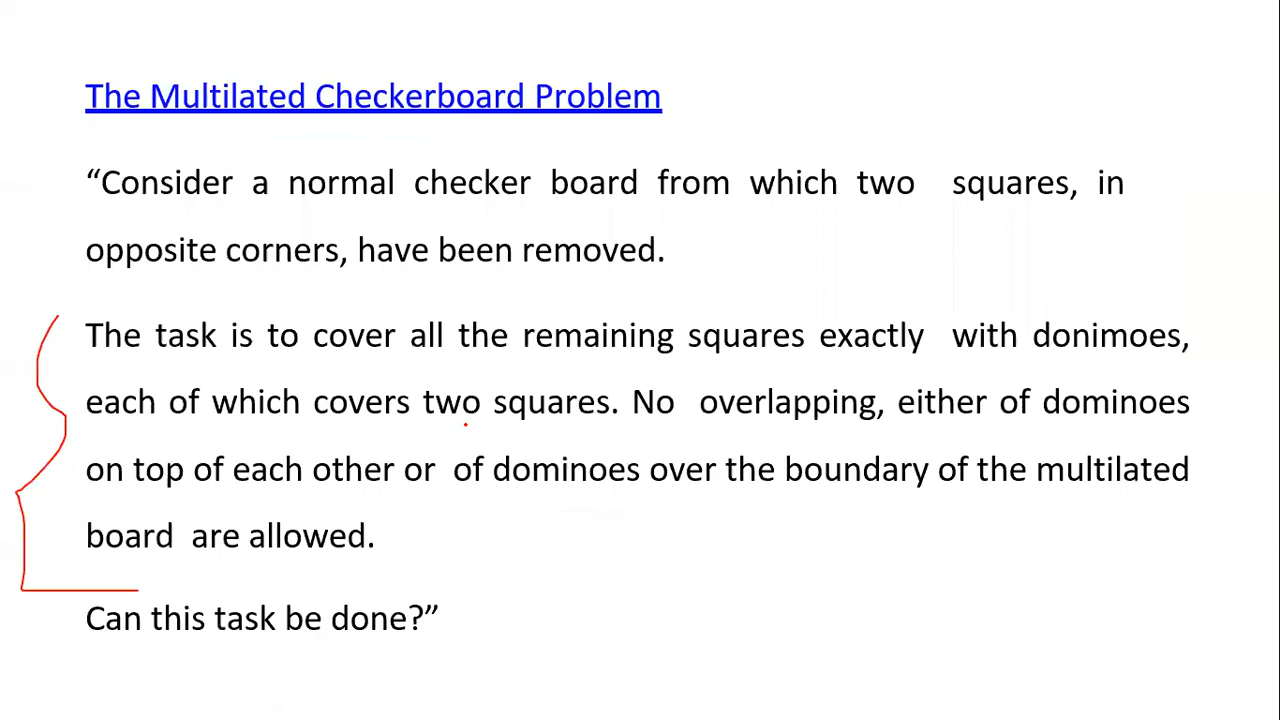 The Multilated Checkerboard Problem
“Consider a normal checker board from which two squares, in
opposite corners, have been removed.
The task is to cover all the remaining squares exactly with donimoes,
each of which covers two squares. No overlapping, either of dominoes
on top of each other or of dominoes over the boundary of the multilated
board are allowed.
Can this task be done?”